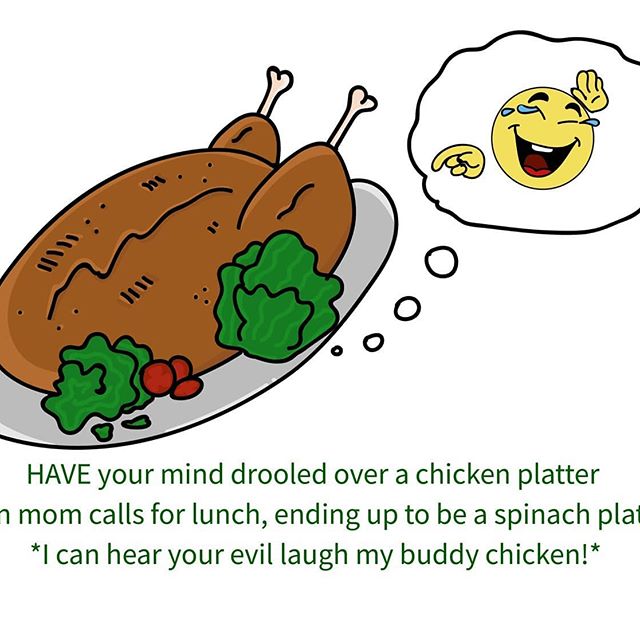 HAVE your mind drooled over a chicken platter
mom calls for lunch, ending up to be a spinach
*I can hear your evil laugh my buddy chicken!*